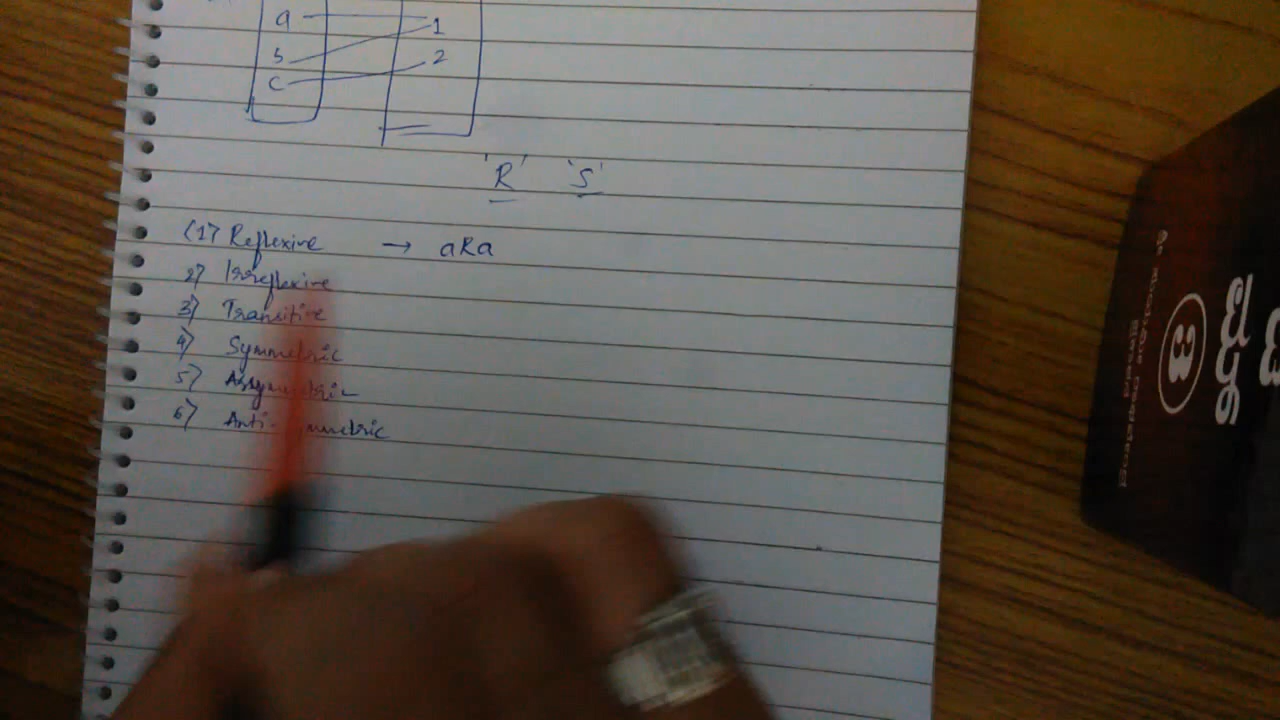 a 1
b 2
c
'R' 'S'
(1) Reflexive → aRa
2) Irreflexive
3) Transitive
4) Symmetric
5) Asymmetric
6) Anti-symmetric